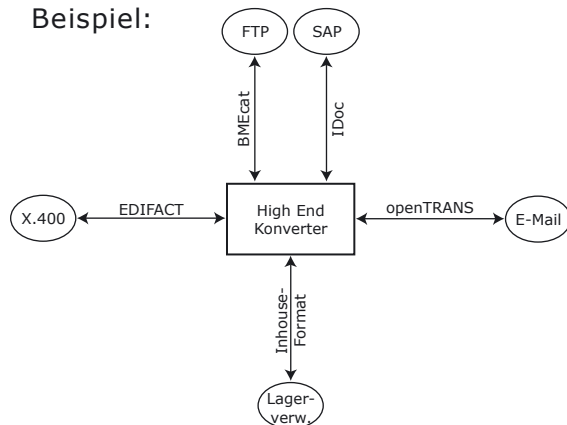 Beispiel:
FTP
SAP
BMEcat
IDoc
X.400
EDIFACT
High End
Konverter
openTRANS
E-Mail
Inhouse-
Format
Lager-
verw.